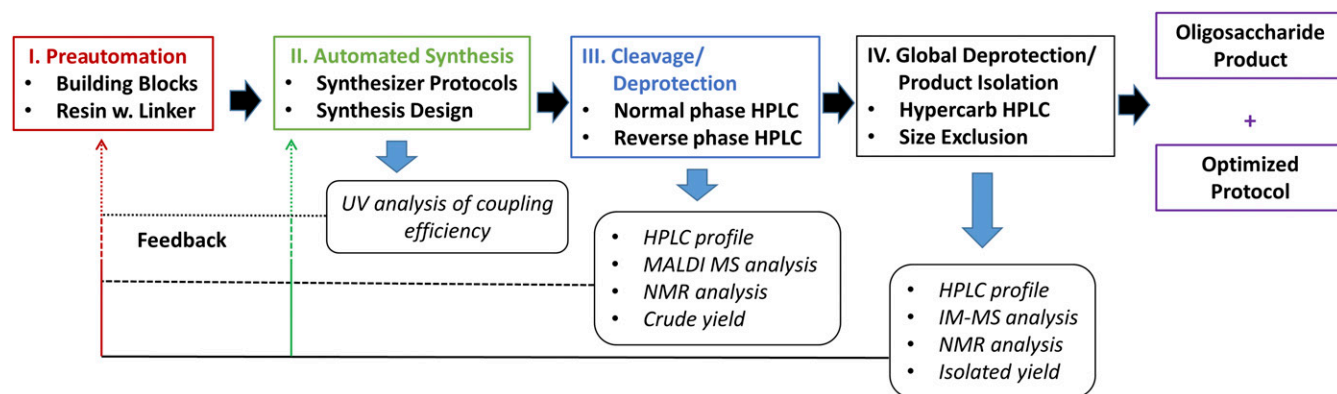 I. Preautomation
• Building Blocks
• Resin w. Linker
II. Automated Synthesis
• Synthesizer Protocols
• Synthesis Design
III. Cleavage/
Deprotection
• Normal phase HPLC
• Reverse phase HPLC
IV. Global Deprotection/
Product Isolation
• Hypercarb HPLC
• Size Exclusion
Oligosaccharide
Product
+
Optimized
Protocol
UV analysis of coupling
efficiency
Feedback
• HPLC profile
• MALDI MS analysis
• NMR analysis
• Crude yield
• HPLC profile
• IM-MS analysis
• NMR analysis
• Isolated yield